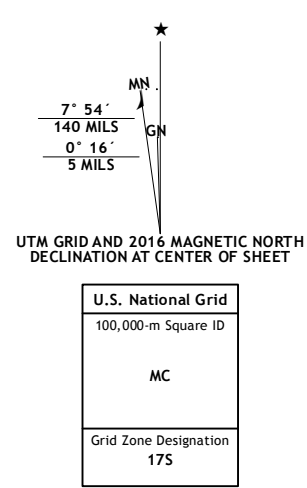 ★
MN
7° 54´
140 MILS
GN
0° 16´
5 MILS
UTM GRID AND 2016 MAGNETIC NORTH
DECLINATION AT CENTER OF SHEET
U.S. National Grid
100,000-m Square ID
MC
Grid Zone Designation
17S